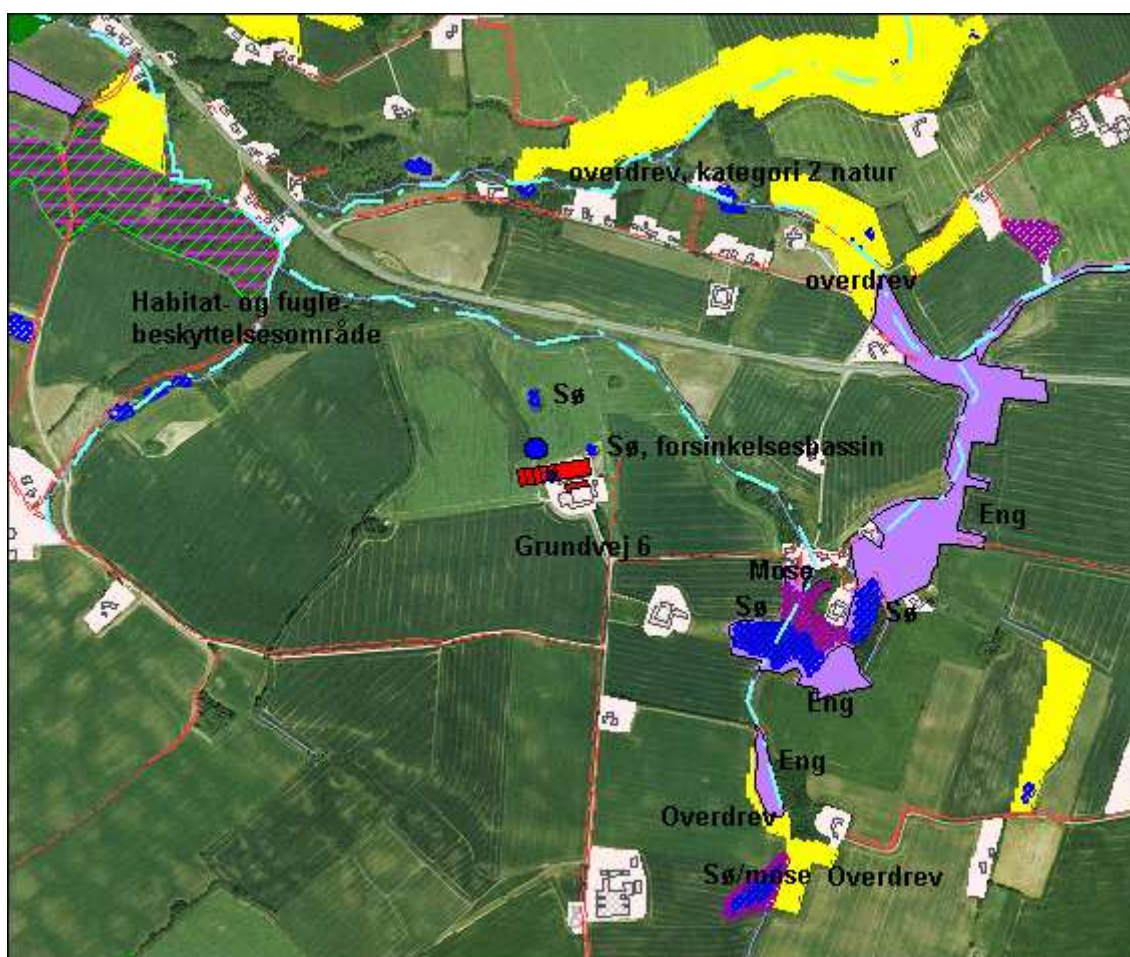 overdrev, kategori 2 natur
overdrev
Habitat- og fugle-
beskyttelsesområde
Sø
Sø, forsinkelsesbassin
Eng
Grundvej 6
Mose
Sø
Sø
Eng
Eng
Overdrev
Sø/mose
Overdrev